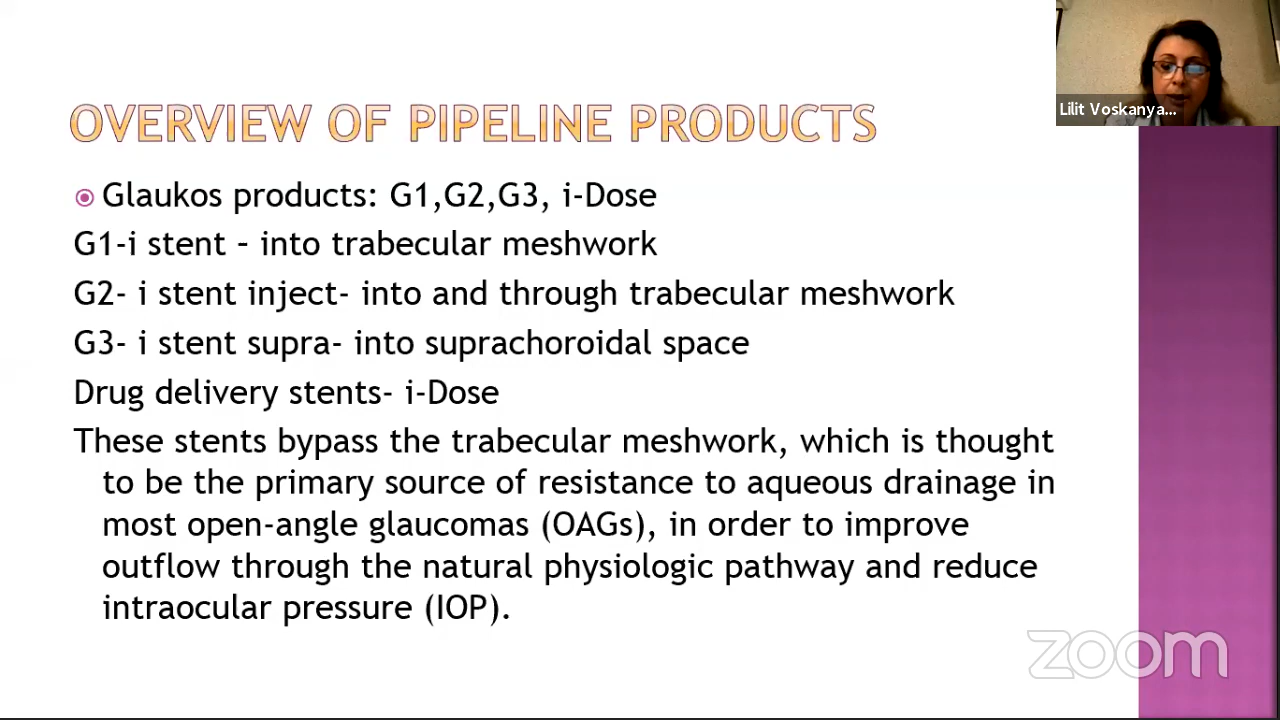 Lilit Voskanya...
OVERVIEW OF PIPELINE PRODUCTS
Glaukos products: G1,G2,G3, i-Dose
G1-i stent – into trabecular meshwork
G2- i stent inject- into and through trabecular meshwork
G3- i stent supra- into suprachoroidal space
Drug delivery stents- i-Dose
These stents bypass the trabecular meshwork, which is thought
to be the primary source of resistance to aqueous drainage in
most open-angle glaucomas (OAGs), in order to improve
outflow through the natural physiologic pathway and reduce
intraocular pressure (IOP).
zoom